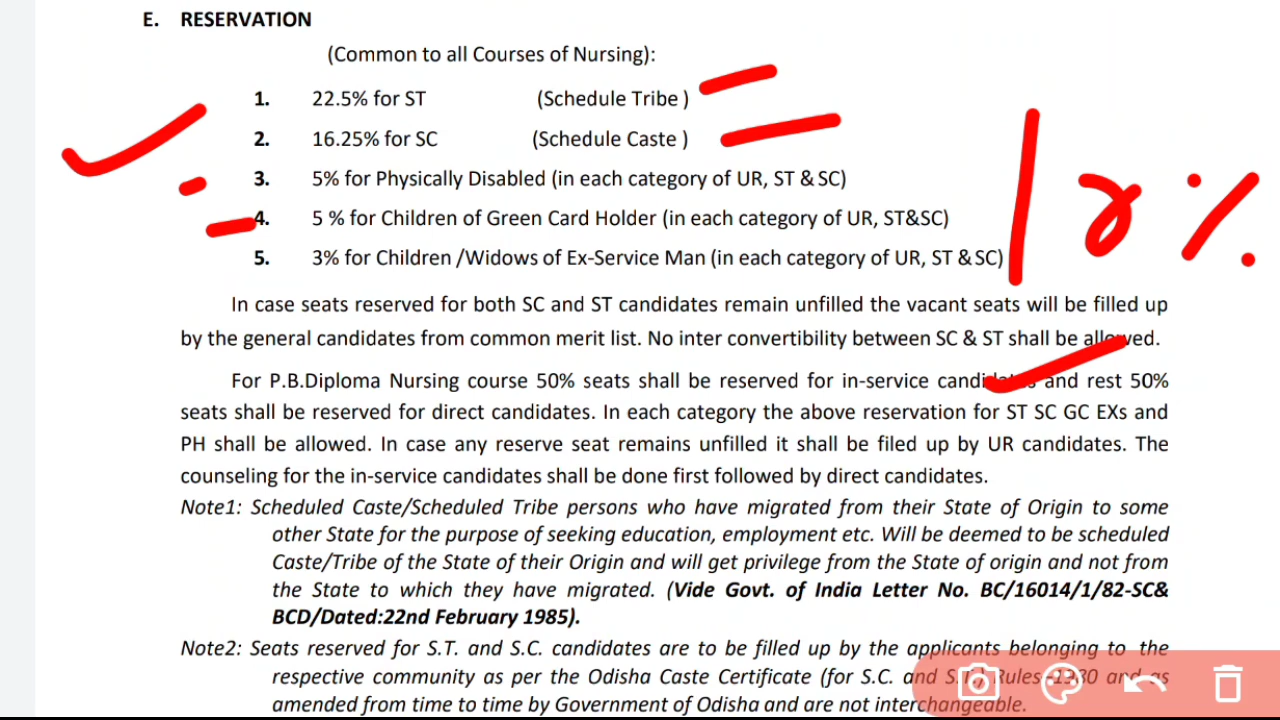 E. RESERVATION
(Common to all Courses of Nursing):
1. 22.5% for ST (Schedule Tribe )
2. 16.25% for SC (Schedule Caste )
3. 5% for Physically Disabled (in each category of UR, ST & SC)
4. 5 % for Children of Green Card Holder (in each category of UR, ST&SC)
5. 3% for Children /Widows of Ex-Service Man (in each category of UR, ST & SC)
In case seats reserved for both SC and ST candidates remain unfilled the vacant seats will be filled up
by the general candidates from common merit list. No inter convertibility between SC & ST shall be allowed.
For P.B.Diploma Nursing course 50% seats shall be reserved for in-service candidates and rest 50%
seats shall be reserved for direct candidates. In each category the above reservation for ST SC GC EXs and
PH shall be allowed. In case any reserve seat remains unfilled it shall be filed up by UR candidates. The
counseling for the in-service candidates shall be done first followed by direct candidates.
Note1: Scheduled Caste/Scheduled Tribe persons who have migrated from their State of Origin to some
other State for the purpose of seeking education, employment etc. Will be deemed to be scheduled
Caste/Tribe of the State of their Origin and will get privilege from the State of origin and not from
the State to which they have migrated. (Vide Govt. of India Letter No. BC/16014/1/82-SC&
BCD/Dated:22nd February 1985).
Note2: Seats reserved for S.T. and S.C. candidates are to be filled up by the applicants belonging to the
respective community as per the Odisha Caste Certificate (for S.C. and S.T.) Rules and as
amended from time to time by Government of Odisha and are not interchangeable.